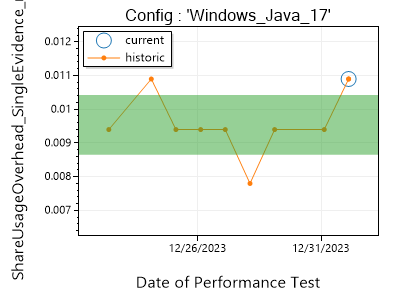 Config : 'Windows_Java_17'
current
historic
0.012
0.011
0.01
0.009
0.008
0.007
12/26/2023
12/31/2023
Date of Performance Test
ShareUsageOverhead_SingleEvidence_